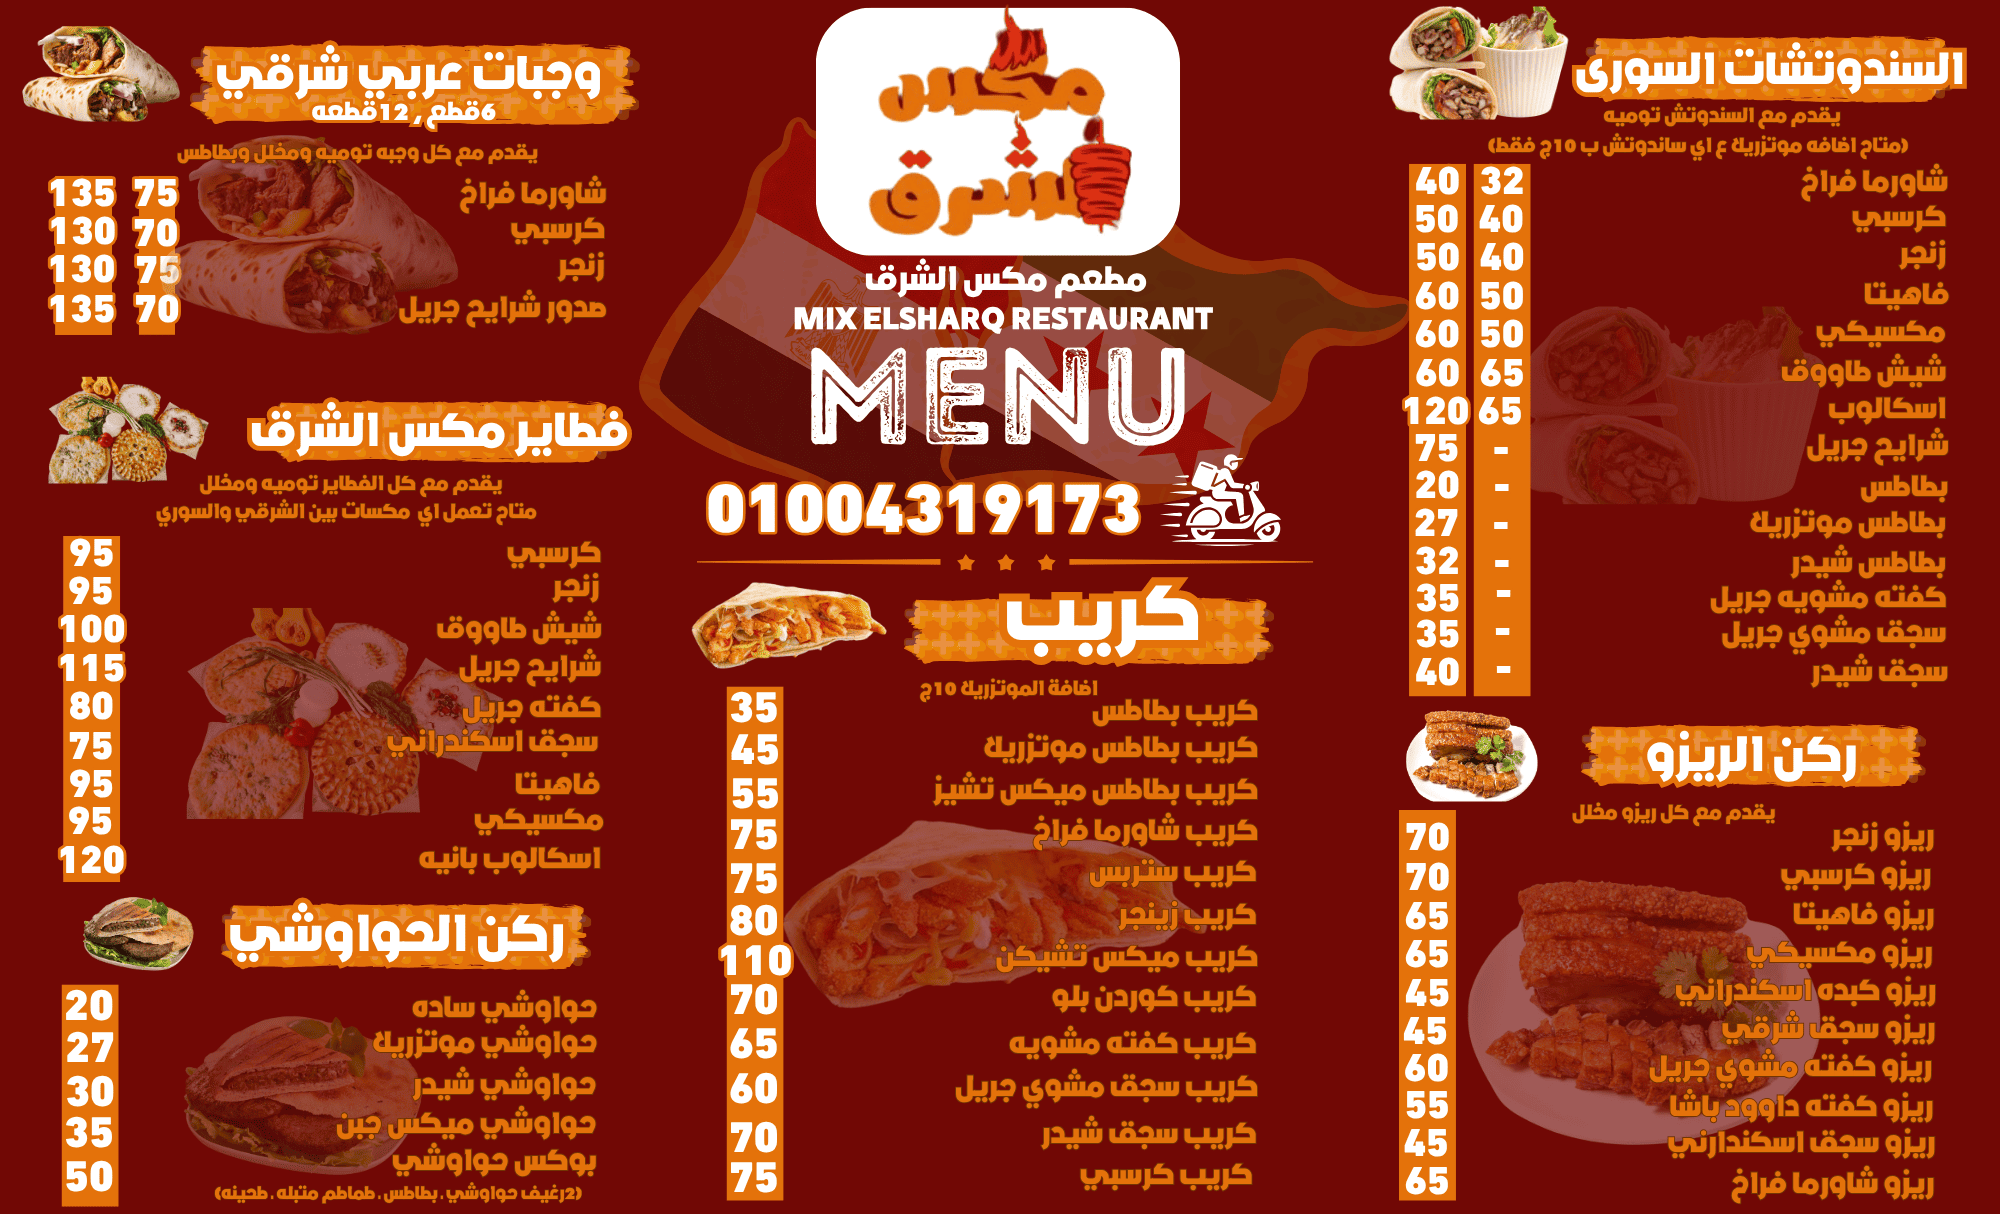 مكس
الشرق
مطعم مكس الشرق
MIX ELSHARQ RESTAURANT
MENU
01004319173
السندوتشات السورى
يقدم مع السندوتش توميه
(متاح اضافه موتزريلا ع اي ساندوتش ب 10ج فقط)
شاورما فراخ 32 40
كرسبي 40 50
زنجر 40 50
فاهيتا 50 60
مكسيكي 50 60
شيش طاووق 65 60
اسكالوب 65 120
شرايح جريل - 75
بطاطس - 20
بطاطس موتزريلا - 27
بطاطس شيدر - 32
كفته مشويه جريل - 35
سجق مشوي جريل - 35
سجق شيدر - 40
ركن الريزو
يقدم مع كل ريزو مخلل
ريزو زنجر 70
ريزو كرسبي 70
ريزو فاهيتا 65
ريزو مكسيكي 65
ريزو كبده اسكندراني 45
ريزو سجق شرقي 45
ريزو كفته مشوي جريل 60
ريزو كفته داوود باشا 55
ريزو سجق اسكندارني 45
ريزو شاورما فراخ 65
كريب
اضافة الموتزريلا 10ج
كريب بطاطس 35
كريب بطاطس موتزريلا 45
كريب بطاطس ميكس تشيز 55
كريب شاورما فراخ 75
كريب ستربس 75
كريب زينجر 80
كريب ميكس تشيكن 110
كريب كوردن بلو 70
كريب كفته مشويه 65
كريب سجق مشوي جريل 60
كريب سجق شيدر 70
كريب كرسبي 75
وجبات عربي شرقي
6قطع , 12قطعه
يقدم مع كل وجبه توميه ومخلل وبطاطس
شاورما فراخ 75 135
كرسبي 70 130
زنجر 75 130
صدور شرايح جريل 70 135
فطاير مكس الشرق
يقدم مع كل الفطاير توميه ومخلل
متاح تعمل اي مكسات بين الشرقي والسوري
كرسبي 95
زنجر 95
شيش طاووق 100
شرايح جريل 115
كفته جريل 80
سجق اسكندراني 75
فاهيتا 95
مكسيكي 95
اسكالوب بانيه 120
ركن الحواوشي
حواوشي ساده 20
حواوشي موتزريلا 27
حواوشي شيدر 30
حواوشي ميكس جبن 35
بوكس حواوشي 50
(2رغيف حواوشي . بطاطس . طماطم متبله . طحينه)